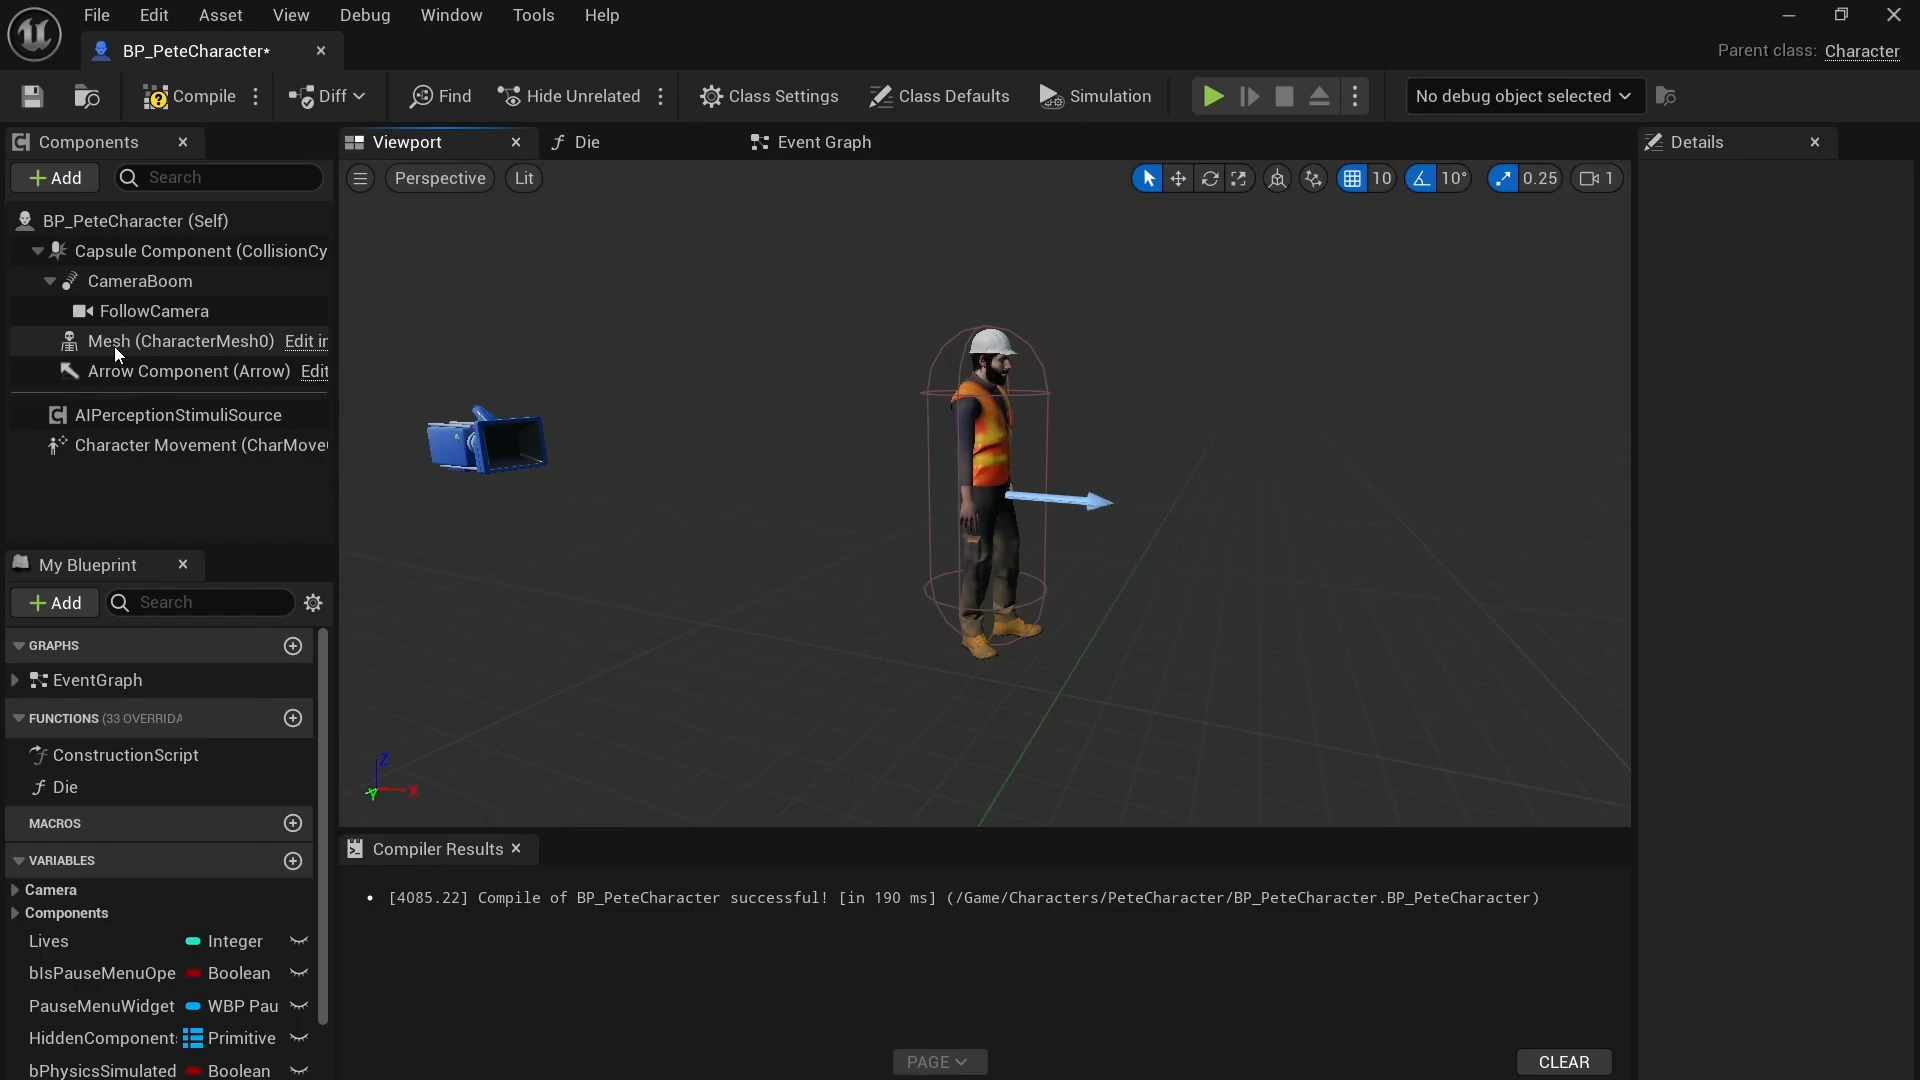 File Edit Asset View Debug Window Tools Help
BP_PeteCharacter*
Parent class: Character
Compile Diff Find Hide Unrelated Class Settings Class Defaults Simulation No debug object selected
Components
Viewport Die Event Graph
Details
+ Add Search
Perspective Lit 10 10° 0.25 1
BP_PeteCharacter (Self)
Capsule Component (CollisionCy
CameraBoom
FollowCamera
Mesh (CharacterMesh0) Edit in
Arrow Component (Arrow) Edit
AIPerceptionStimuliSource
Character Movement (CharMove
My Blueprint
+ Add Search
GRAPHS
EventGraph
FUNCTIONS (33 OVERRIDA
ConstructionScript
Die
MACROS
VARIABLES
Camera
Components
Lives Integer
bIsPauseMenuOpe Boolean
PauseMenuWidget WBP Pau
HiddenComponent Primitive
bPhysicsSimulated Boolean
Z
Y X
Compiler Results
• [4085.22] Compile of BP_PeteCharacter successful! [in 190 ms] (/Game/Characters/PeteCharacter/BP_PeteCharacter.BP_PeteCharacter)
PAGE CLEAR